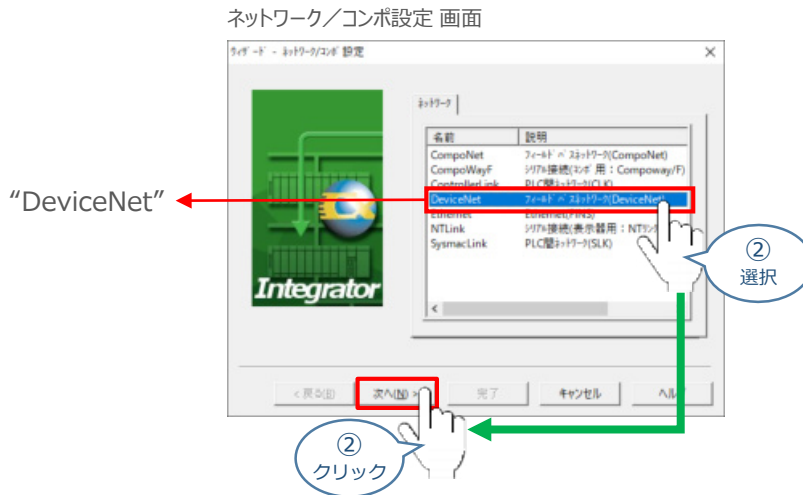 ネットワーク／コンポ設定 画面
ｳｨｻﾞｰﾄﾞ - ﾈｯﾄﾜｰｸ/ｺﾝﾎﾟ設定
ﾈｯﾄﾜｰｸ
名前 説明
CompoNet ﾌｨｰﾙﾄﾞﾊﾞｽﾈｯﾄﾜｰｸ(CompoNet)
CompoWayF ｼﾘｱﾙ接続(ｺﾝﾎﾟ用：Compoway/F)
ControllerLink PLC間ﾈｯﾄﾜｰｸ(CLK)
DeviceNet ﾌｨｰﾙﾄﾞﾊﾞｽﾈｯﾄﾜｰｸ(DeviceNet)
Ethernet Ethernet(FINS)
NTLink ｼﾘｱﾙ接続(表示器用：NTﾘﾝｸ
SysmacLink PLC間ﾈｯﾄﾜｰｸ(SLK)
“DeviceNet”
②
選択
Integrator
<
< 戻る(B) 次へ(N) > 完了 キャンセル
②
クリック